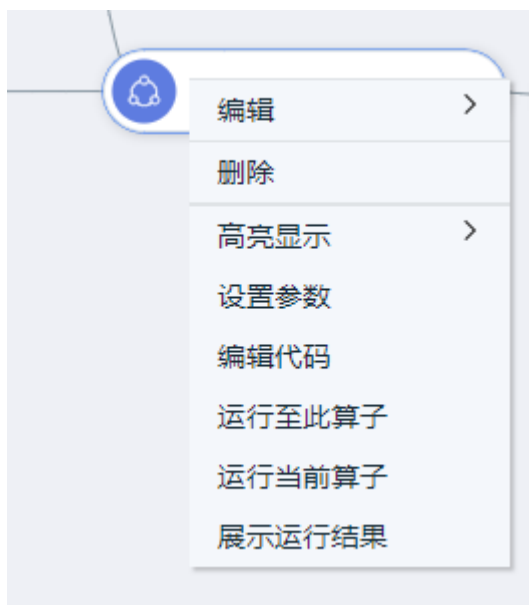 编辑
删除
高亮显示
设置参数
编辑代码
运行至此算子
运行当前算子
展示运行结果